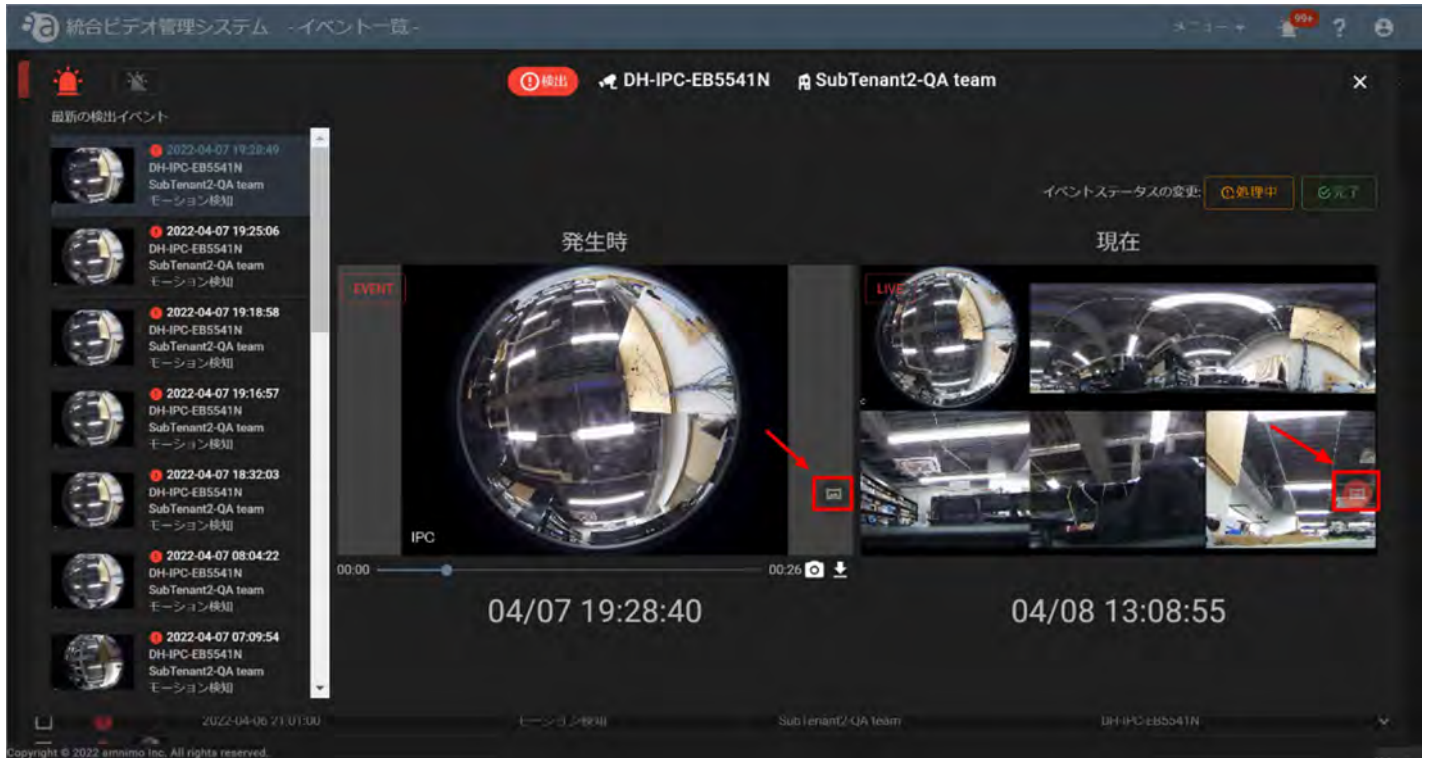 統合ビデオ管理システム -イベント一覧-
メニュー
99+
?
検出 DH-IPC-EB5541N SubTenant2-QA team
最新の検出イベント
2022-04-07 19:28:49
DH-IPC-EB5541N
SubTenant2-QA team
モーション検知
2022-04-07 19:25:06
DH-IPC-EB5541N
SubTenant2-QA team
モーション検知
2022-04-07 19:18:58
DH-IPC-EB5541N
SubTenant2-QA team
モーション検知
2022-04-07 19:16:57
DH-IPC-EB5541N
SubTenant2-QA team
モーション検知
2022-04-07 18:32:03
DH-IPC-EB5541N
SubTenant2-QA team
モーション検知
2022-04-07 08:04:22
DH-IPC-EB5541N
SubTenant2-QA team
モーション検知
2022-04-07 07:09:54
DH-IPC-EB5541N
SubTenant2-QA team
モーション検知
イベントステータスの変更: 処理中 完了
発生時
現在
EVENT
LIVE
IPC
00:00
00:26
04/07 19:28:40
04/08 13:08:55
2022-04-06 21:01:00 モーション検知 SubTenant2-QA team DH-IPC-EB5541N
Copyright © 2022 amnimo Inc. All rights reserved.